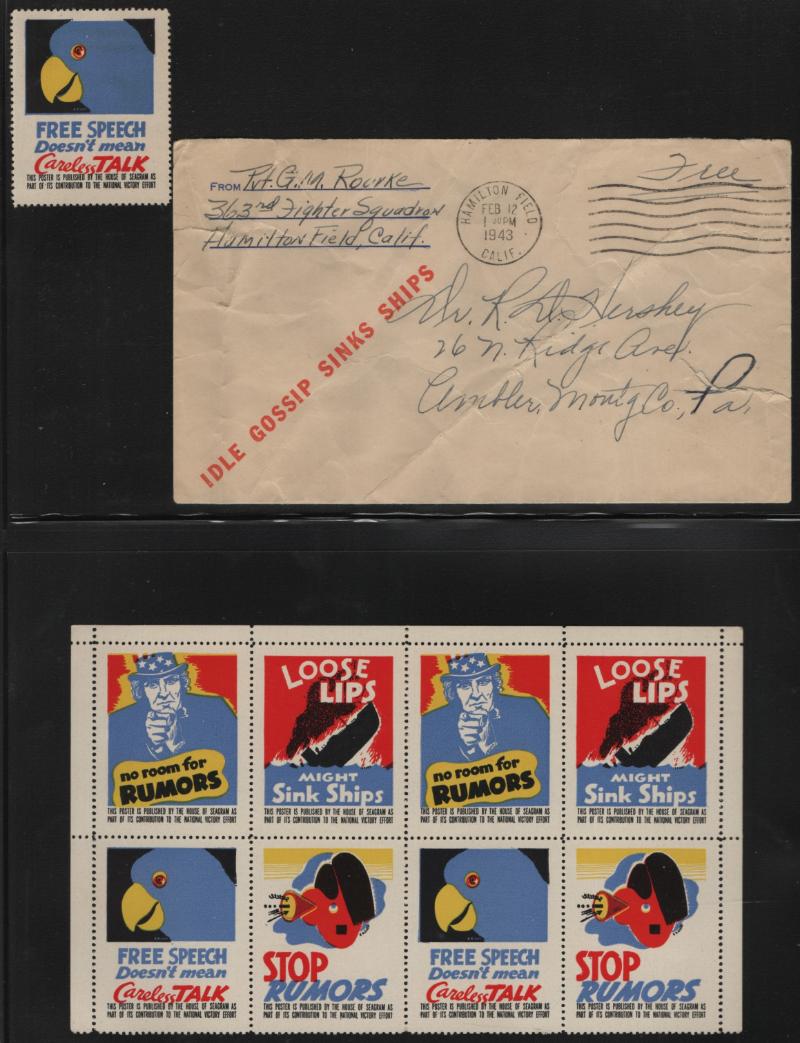 FREE SPEECH
Doesn't mean
Careless TALK
THIS POSTER IS PUBLISHED BY THE HOUSE OF SEAGRAM AS
PART OF ITS CONTRIBUTION TO THE NATIONAL VICTORY EFFORT
FROM Pvt. G.M. Rourke
363rd Fighter Squadron
Hamilton Field, Calif.
HAMILTON FIELD
FEB 12
1943
CALIF.
Free
IDLE GOSSIP SINKS SHIPS
Dr. R. D. Hershey
26 N. Ridge Ave.
Ambler, Montg Co., Pa.
no room for
RUMORS
THIS POSTER IS PUBLISHED BY THE HOUSE OF SEAGRAM AS
PART OF ITS CONTRIBUTION TO THE NATIONAL VICTORY EFFORT
LOOSE
LIPS
MIGHT
Sink Ships
THIS POSTER IS PUBLISHED BY THE HOUSE OF SEAGRAM AS
PART OF ITS CONTRIBUTION TO THE NATIONAL VICTORY EFFORT
no room for
RUMORS
THIS POSTER IS PUBLISHED BY THE HOUSE OF SEAGRAM AS
PART OF ITS CONTRIBUTION TO THE NATIONAL VICTORY EFFORT
LOOSE
LIPS
MIGHT
Sink Ships
THIS POSTER IS PUBLISHED BY THE HOUSE OF SEAGRAM AS
PART OF ITS CONTRIBUTION TO THE NATIONAL VICTORY EFFORT
FREE SPEECH
Doesn't mean
Careless TALK
THIS POSTER IS PUBLISHED BY THE HOUSE OF SEAGRAM AS
PART OF ITS CONTRIBUTION TO THE NATIONAL VICTORY EFFORT
STOP
RUMORS
THIS POSTER IS PUBLISHED BY THE HOUSE OF SEAGRAM AS
PART OF ITS CONTRIBUTION TO THE NATIONAL VICTORY EFFORT
FREE SPEECH
Doesn't mean
Careless TALK
THIS POSTER IS PUBLISHED BY THE HOUSE OF SEAGRAM AS
PART OF ITS CONTRIBUTION TO THE NATIONAL VICTORY EFFORT
STOP
RUMORS
THIS POSTER IS PUBLISHED BY THE HOUSE OF SEAGRAM AS
PART OF ITS CONTRIBUTION TO THE NATIONAL VICTORY EFFORT